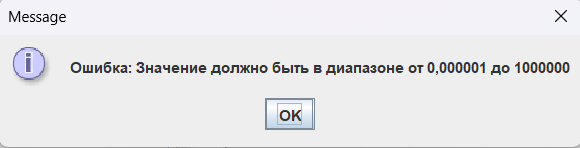 Message
Ошибка: Значение должно быть в диапазоне от 0,000001 до 1000000
OK